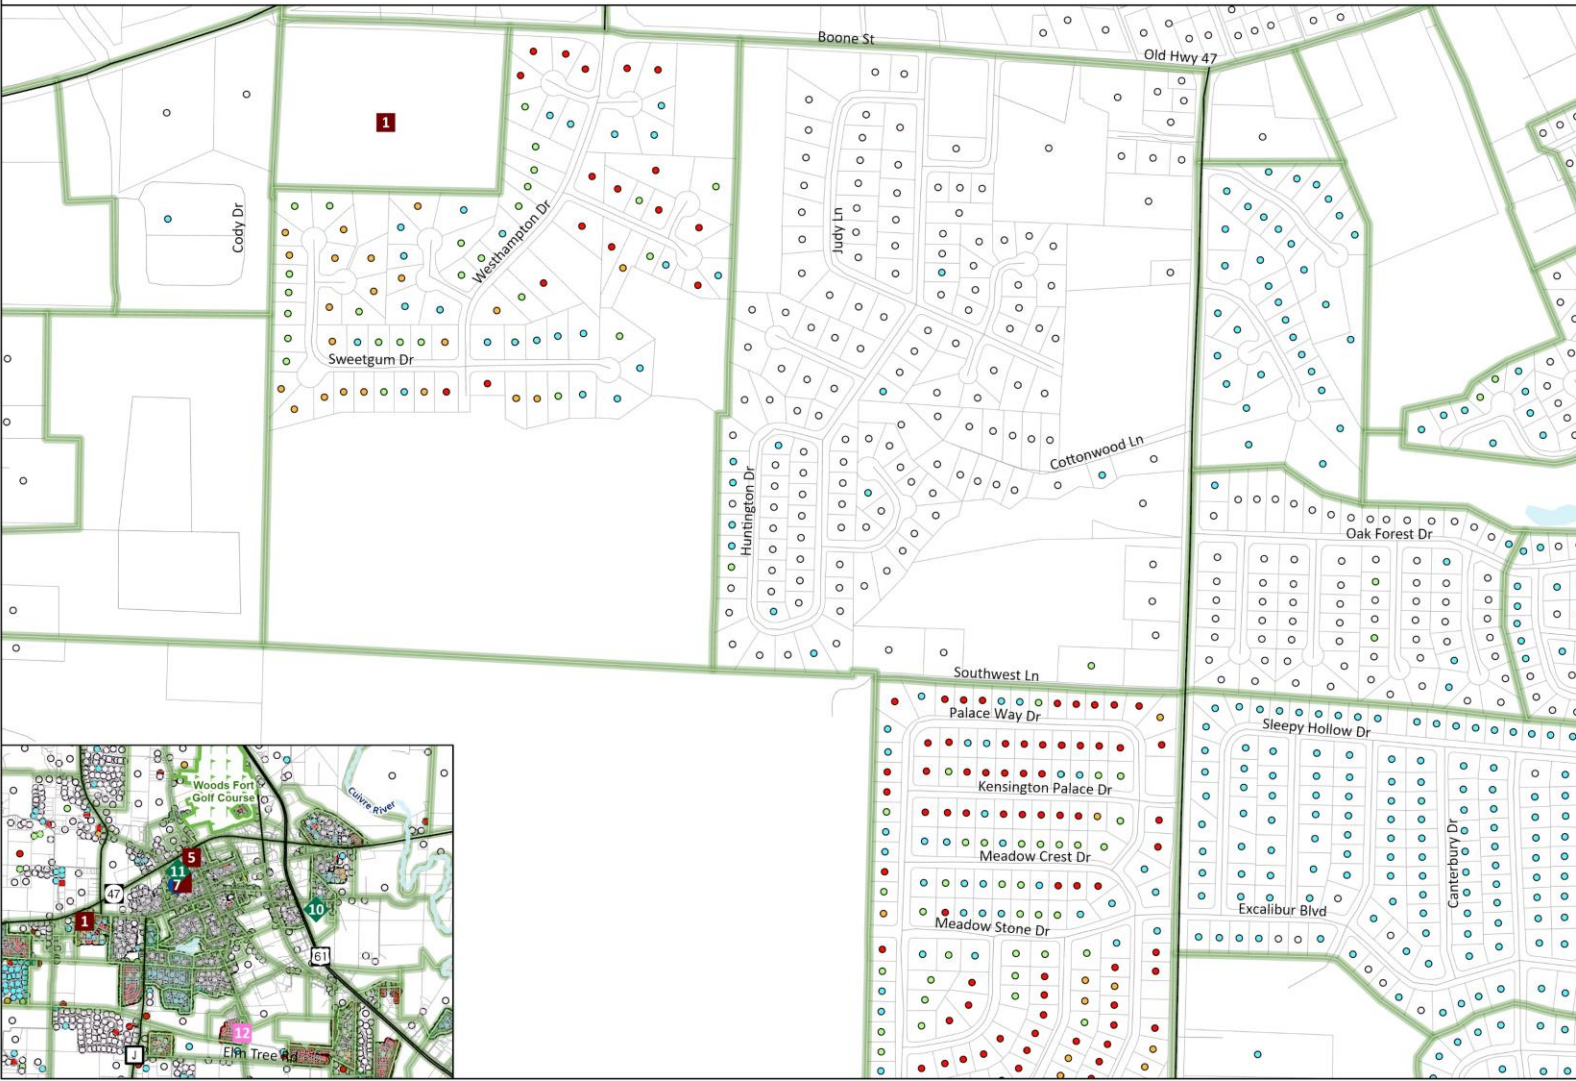 Boone St
Old Hwy 47
1
Cody Dr
Westhampton Dr
Judy Ln
Sweetgum Dr
Cottonwood Ln
Huntington Dr
Oak Forest Dr
Southwest Ln
Palace Way Dr
Sleepy Hollow Dr
Kensington Palace Dr
Meadow Crest Dr
Canterbury Dr
Excalibur Blvd
Meadow Stone Dr
Woods Fort
Golf Course
Cuivre River
5
11
7
47
10
1
61
12
J
Elm Tree Rd